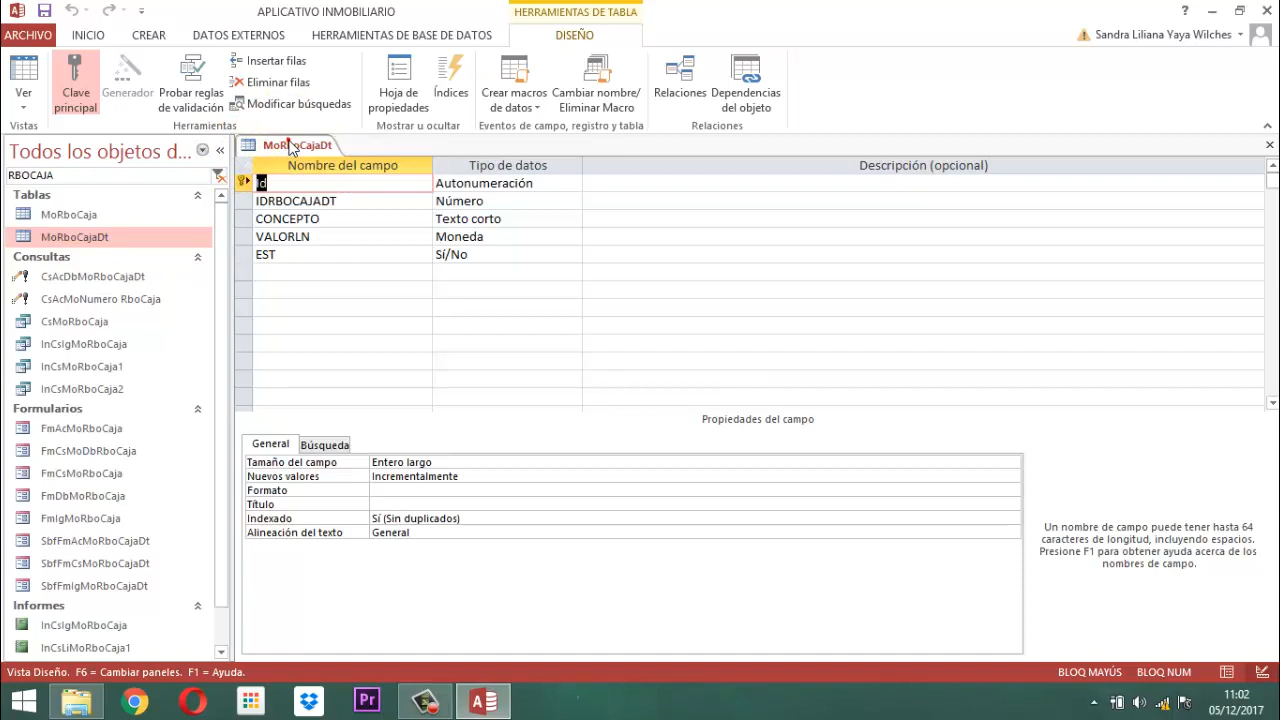 APLICATIVO INMOBILIARIO
HERRAMIENTAS DE TABLA
?
ARCHIVO INICIO CREAR DATOS EXTERNOS HERRAMIENTAS DE BASE DE DATOS DISEÑO
Sandra Liliana Yaya Wilches
Ver
Clave principal
Generador
Probar reglas de validación
Insertar filas
Eliminar filas
Modificar búsquedas
Hoja de propiedades
Índices
Crear macros de datos
Cambiar nombre/ Eliminar Macro
Relaciones
Dependencias del objeto
Vistas
Herramientas
Mostrar u ocultar
Eventos de campo, registro y tabla
Relaciones
Todos los objetos d...
RBOCAJA
Tablas
MoRboCaja
MoRboCajaDt
Consultas
CsAcDbMoRboCajaDt
CsAcMoNumero RboCaja
CsMoRboCaja
InCsIgMoRboCaja
InCsMoRboCaja1
InCsMoRboCaja2
Formularios
FmAcMoRboCaja
FmCsMoDbRboCaja
FmCsMoRboCaja
FmDbMoRboCaja
FmIgMoRboCaja
SbfFmAcMoRboCajaDt
SbfFmCsMoRboCajaDt
SbfFmIgMoRboCajaDt
Informes
InCsIgMoRboCaja
InCsLiMoRboCaja1
MoRboCajaDt
Nombre del campo Tipo de datos Descripción (opcional)
Id Autonumeración
IDRBOCAJADT Número
CONCEPTO Texto corto
VALORLN Moneda
EST Sí/No
Propiedades del campo
General Búsqueda
Tamaño del campo Entero largo
Nuevos valores Incrementalmente
Formato
Título
Indexado Sí (Sin duplicados)
Alineación del texto General
Un nombre de campo puede tener hasta 64
caracteres de longitud, incluyendo espacios.
Presione F1 para obtener ayuda acerca de los
nombres de campo.
Vista Diseño. F6 = Cambiar paneles. F1 = Ayuda.
BLOQ MAYÚS BLOQ NUM
Pr
11:02
05/12/2017